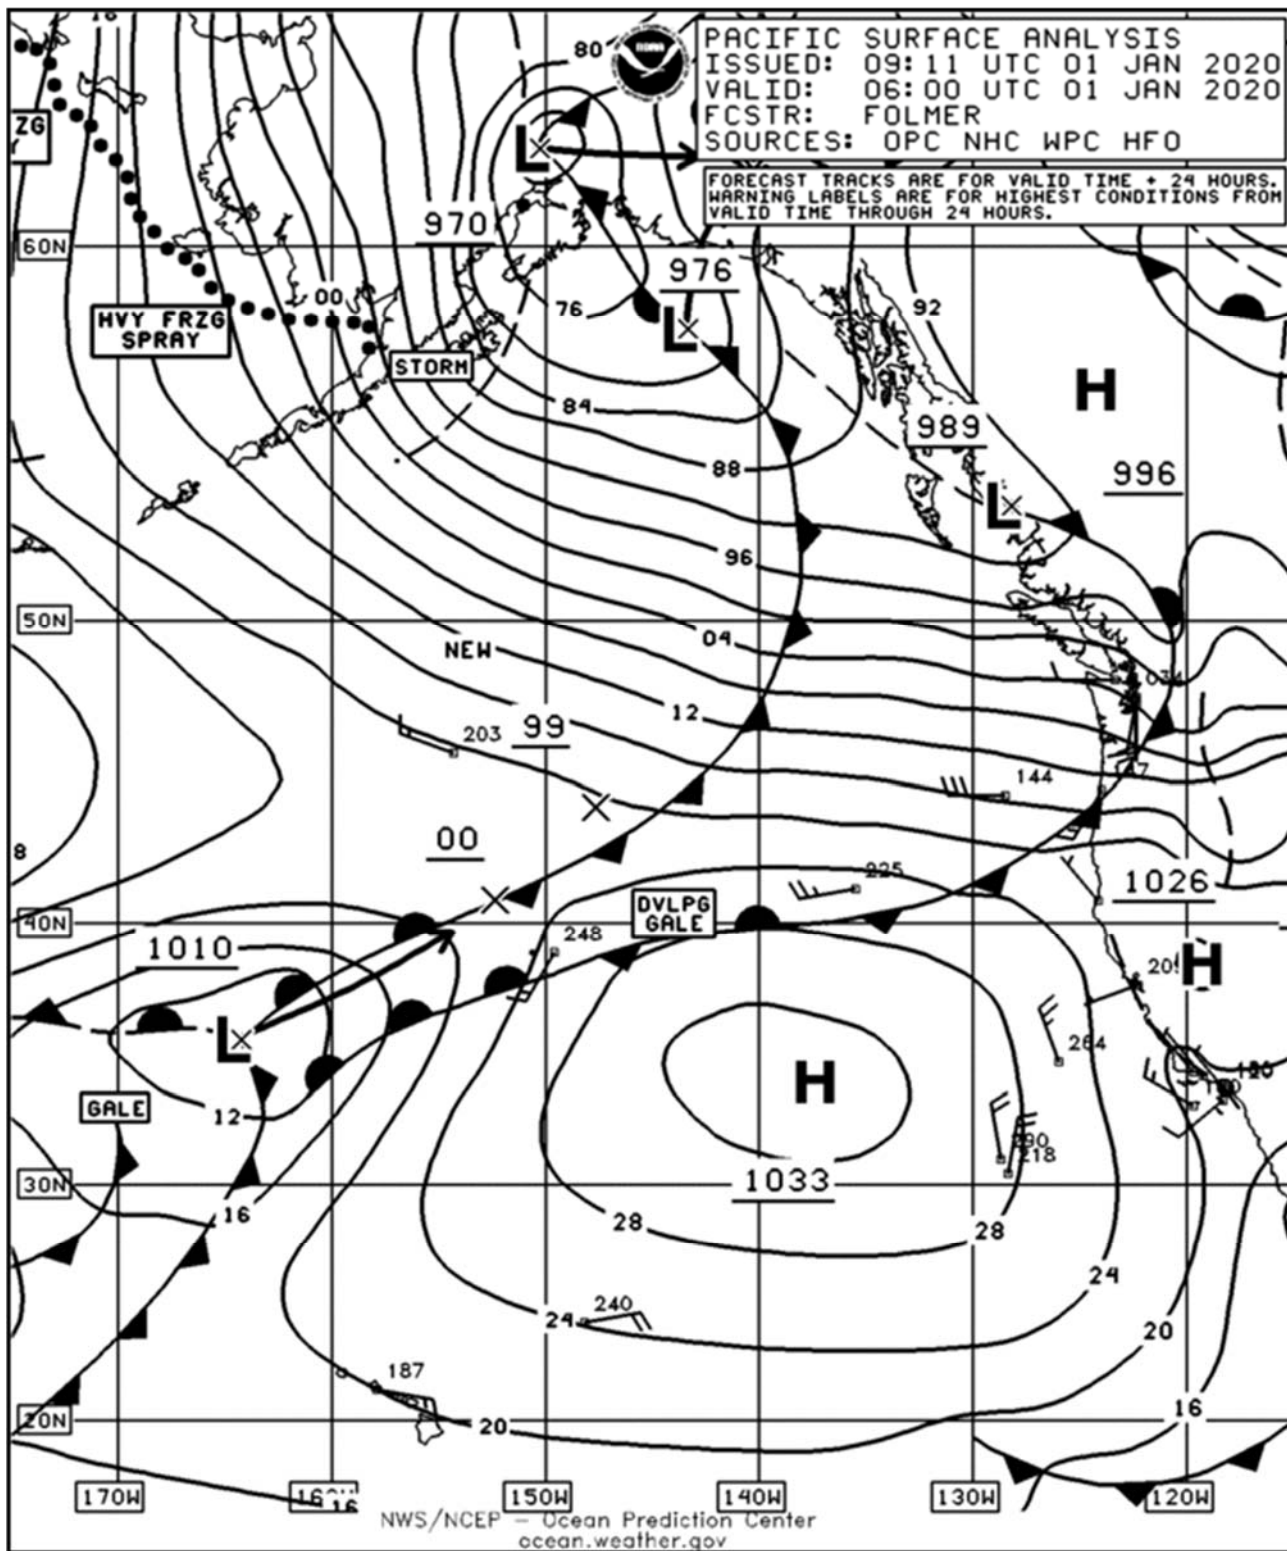 18
80
PACIFIC SURFACE ANALYSIS
ISSUED: 09:11 UTC 01 JAN 2020
VALID: 06:00 UTC 01 JAN 2020
FCSTR: FOLMER
SOURCES: OPC NHC WPC HFO
FORECAST TRACKS ARE FOR VALID TIME + 24 HOURS.
WARNING LABELS ARE FOR HIGHEST CONDITIONS FROM
VALID TIME THROUGH 24 HOURS.
ZG
Y
L
970
60N
976
00
76
92
HVY FRZG
SPRAY
L
STORM
H
84
989
88
996
L
96
50N
NEW
04
12
203
99
144
8
00
225
1026
DVLPG
GALE
40N
1010
248
H
L
264
H
GALE
12
218
1033
30N
16
28
28
24
24
240
20
187
16
20N
20
170W
16
150W
140W
130W
120W
NWS/NCEP – Ocean Prediction Center
ocean.weather.gov